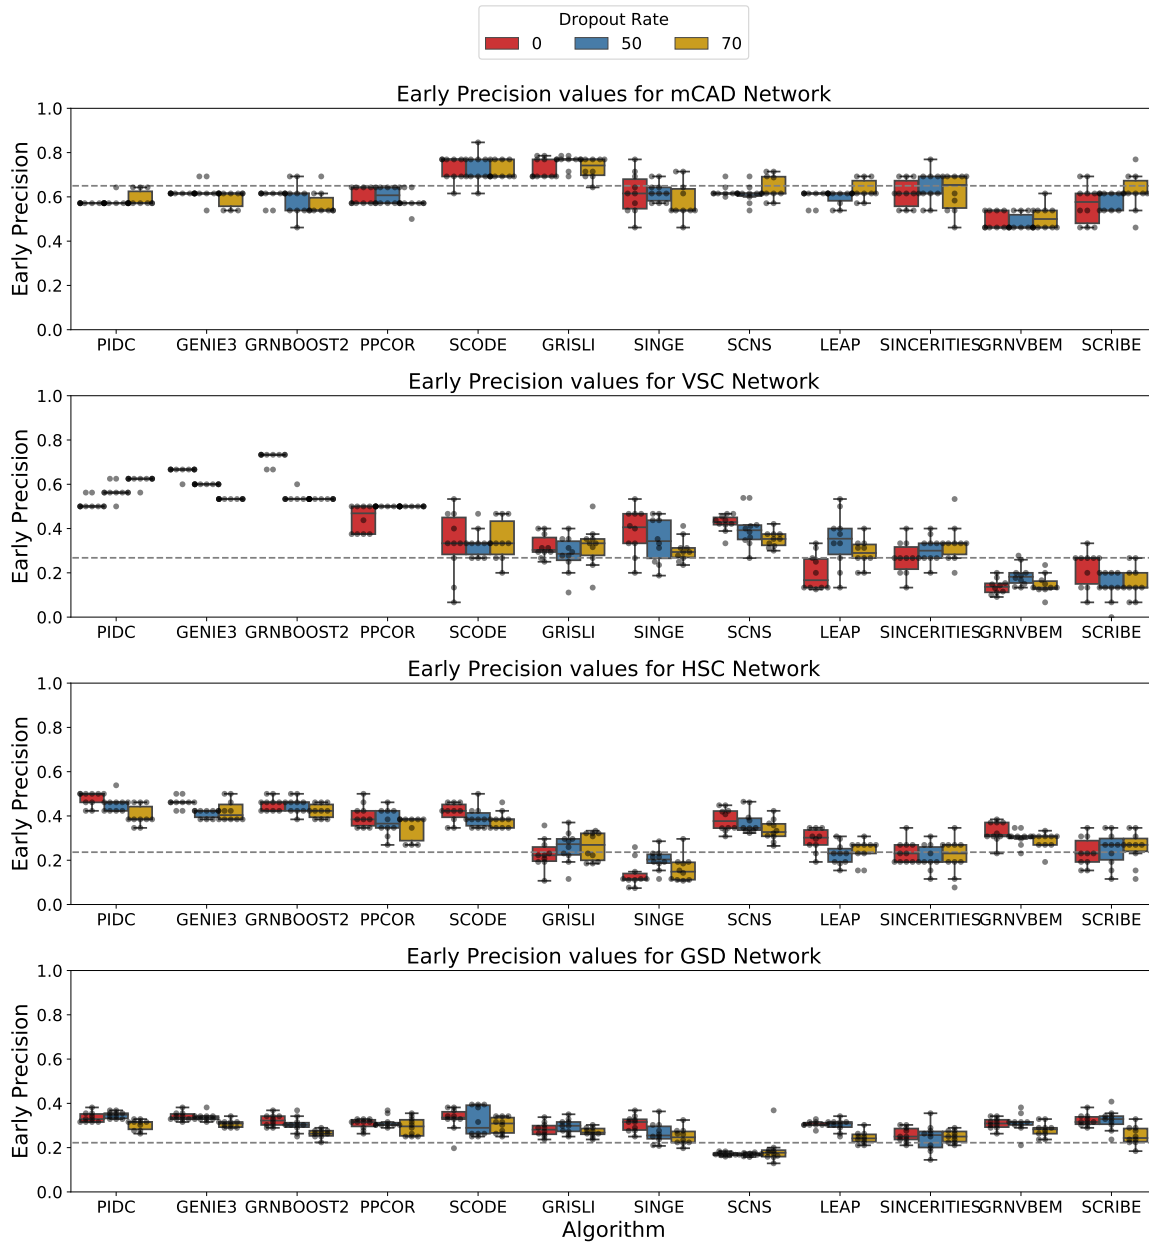 Dropout Rate
0 50 70
Early Precision values for mCAD Network
Early Precision
1.0
0.8
0.6
0.4
0.2
0.0
PIDC GENIE3 GRNBOOST2 PPCOR SCODE GRISLI SINGE SCNS LEAP SINCERITIES GRNVBEM SCRIBE
Early Precision values for VSC Network
Early Precision
1.0
0.8
0.6
0.4
0.2
0.0
PIDC GENIE3 GRNBOOST2 PPCOR SCODE GRISLI SINGE SCNS LEAP SINCERITIES GRNVBEM SCRIBE
Early Precision values for HSC Network
Early Precision
1.0
0.8
0.6
0.4
0.2
0.0
PIDC GENIE3 GRNBOOST2 PPCOR SCODE GRISLI SINGE SCNS LEAP SINCERITIES GRNVBEM SCRIBE
Early Precision values for GSD Network
Early Precision
1.0
0.8
0.6
0.4
0.2
0.0
PIDC GENIE3 GRNBOOST2 PPCOR SCODE GRISLI SINGE SCNS LEAP SINCERITIES GRNVBEM SCRIBE
Algorithm